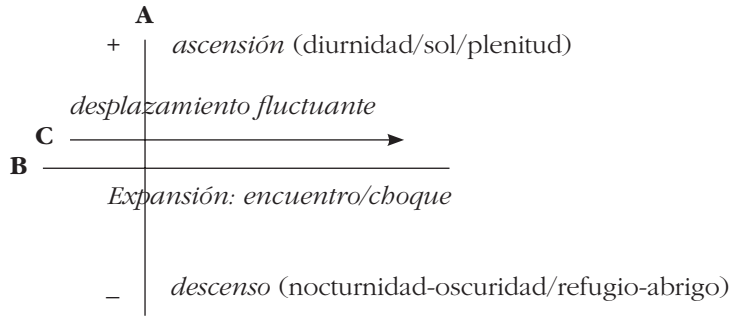 A
+ ascensión (diurnidad/sol/plenitud)
desplazamiento fluctuante
C
B
Expansión: encuentro/choque
– descenso (nocturnidad-oscuridad/refugio-abrigo)